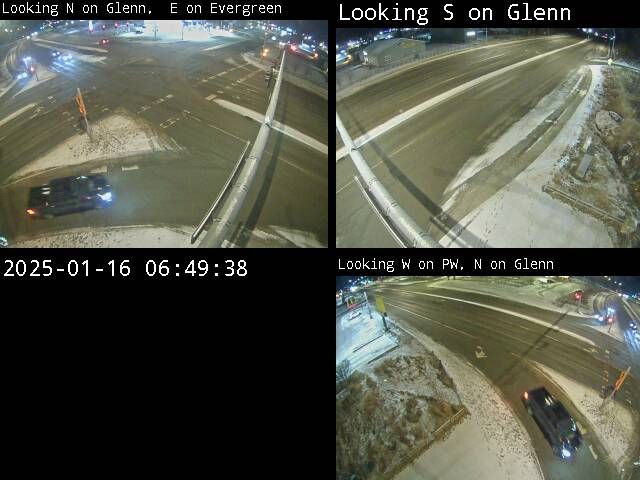 Looking N on Glenn, E on Evergreen
Looking S on Glenn
2025-01-16 06:49:38
Looking W on PW, N on Glenn